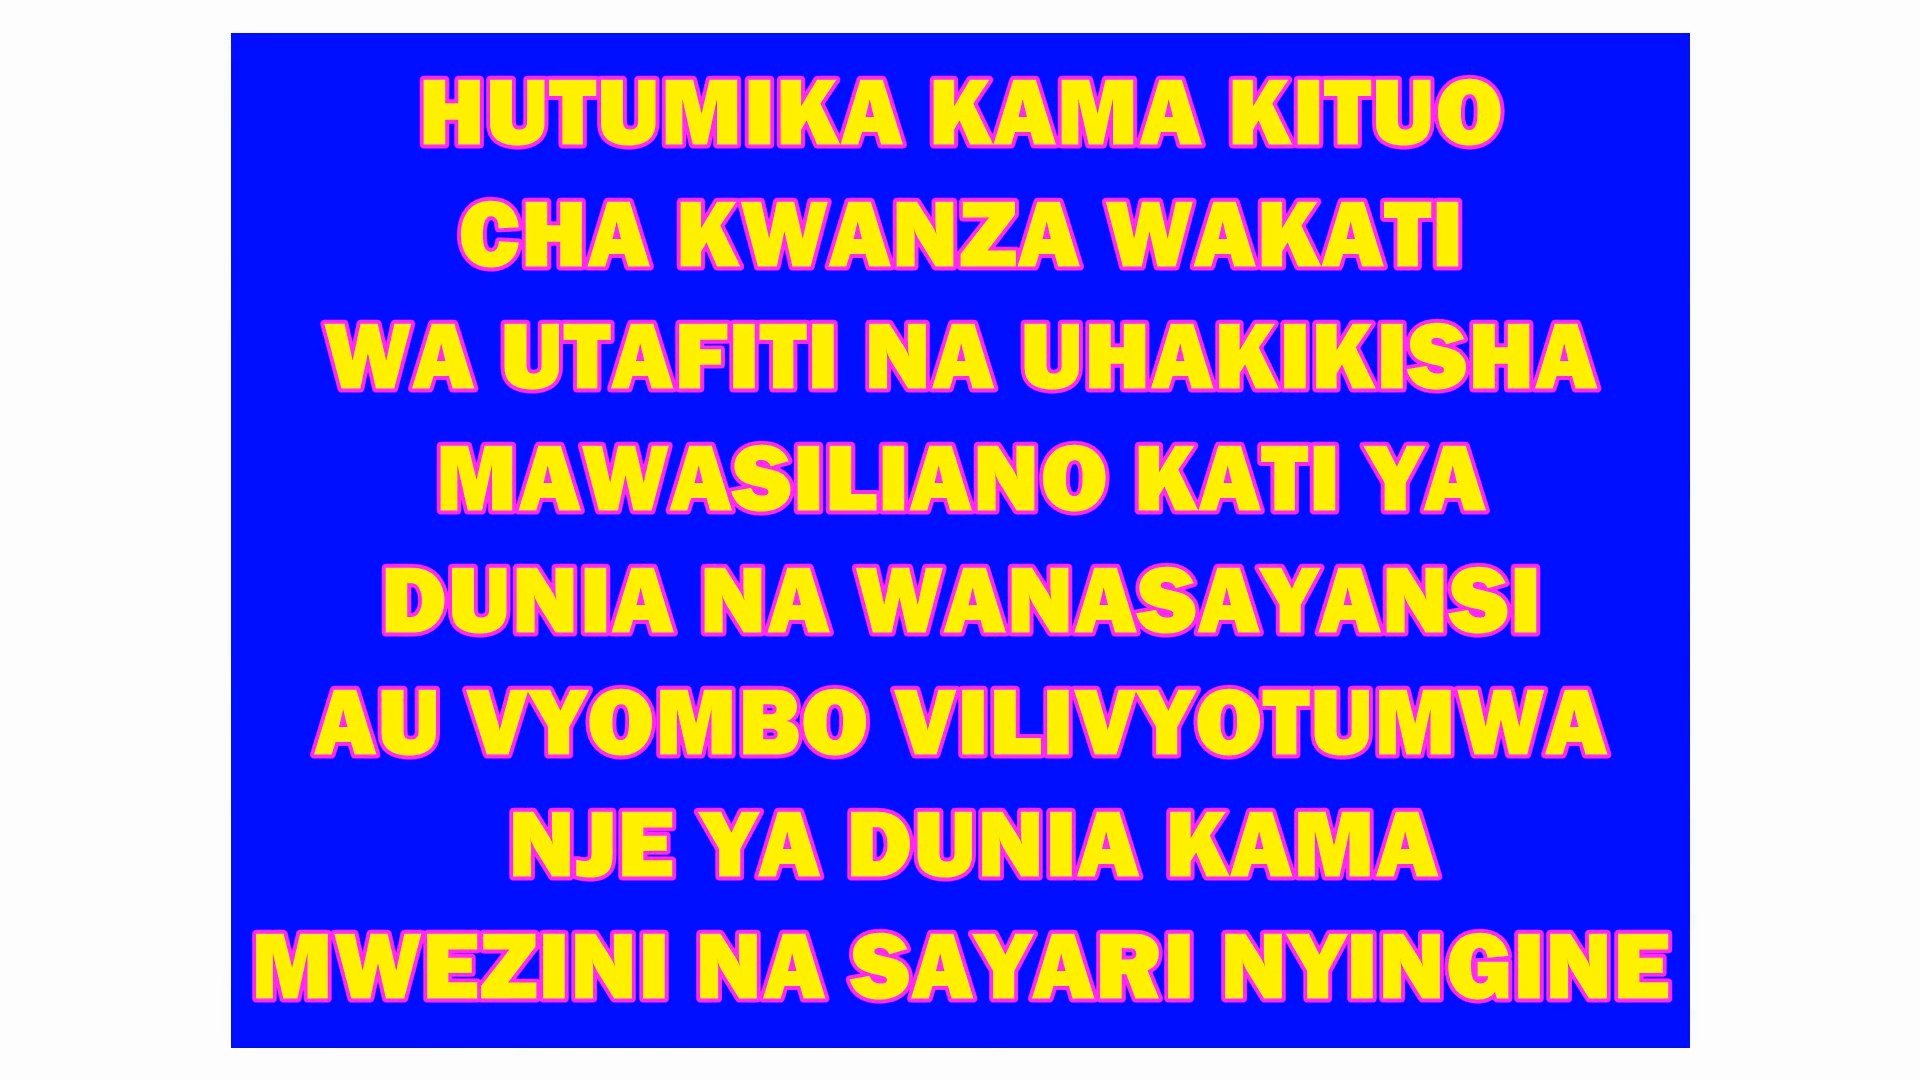 HUTUMIKA KAMA KITUO
CHA KWANZA WAKATI
WA UTAFITI NA UHAKIKISHA
MAWASILIANO KATI YA
DUNIA NA WANASAYANSI
AU VYOMBO VILIVYOTUMWA
NJE YA DUNIA KAMA
MWEZINI NA SAYARI NYINGINE